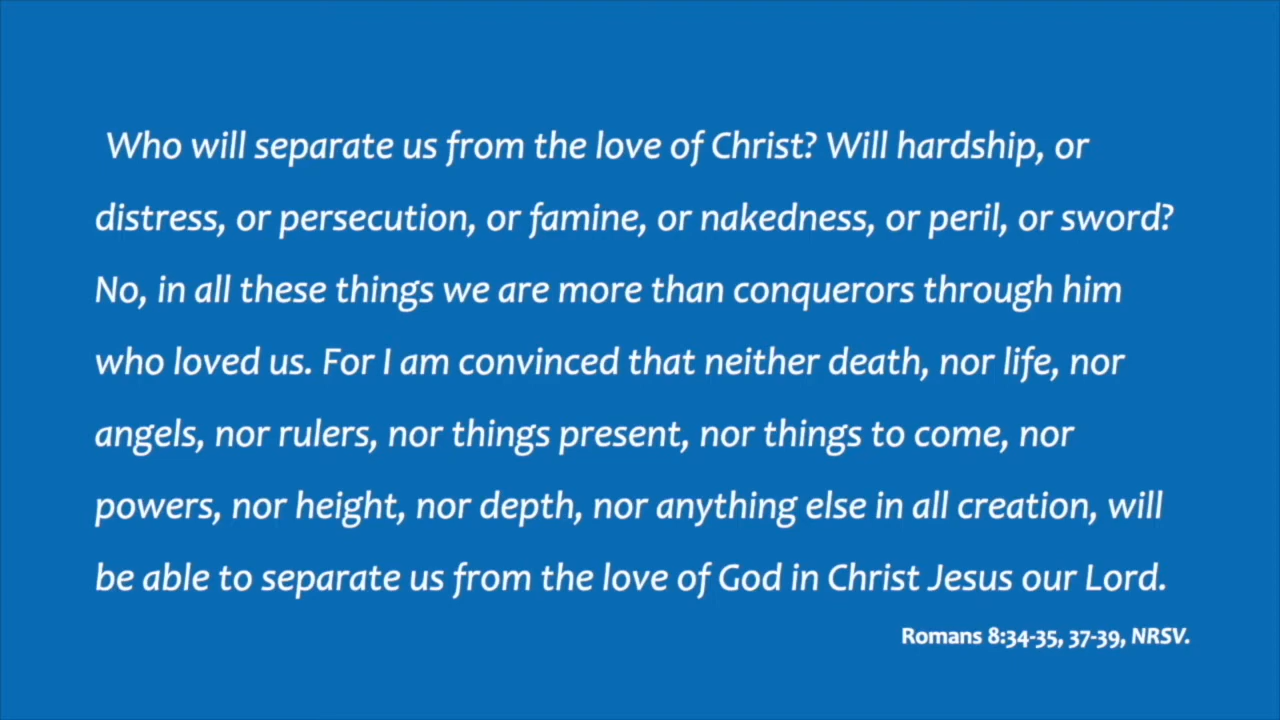 Who will separate us from the love of Christ? Will hardship, or
distress, or persecution, or famine, or nakedness, or peril, or sword?
No, in all these things we are more than conquerors through him
who loved us. For I am convinced that neither death, nor life, nor
angels, nor rulers, nor things present, nor things to come, nor
powers, nor height, nor depth, nor anything else in all creation, will
be able to separate us from the love of God in Christ Jesus our Lord.
Romans 8:34-35, 37-39, NRSV.